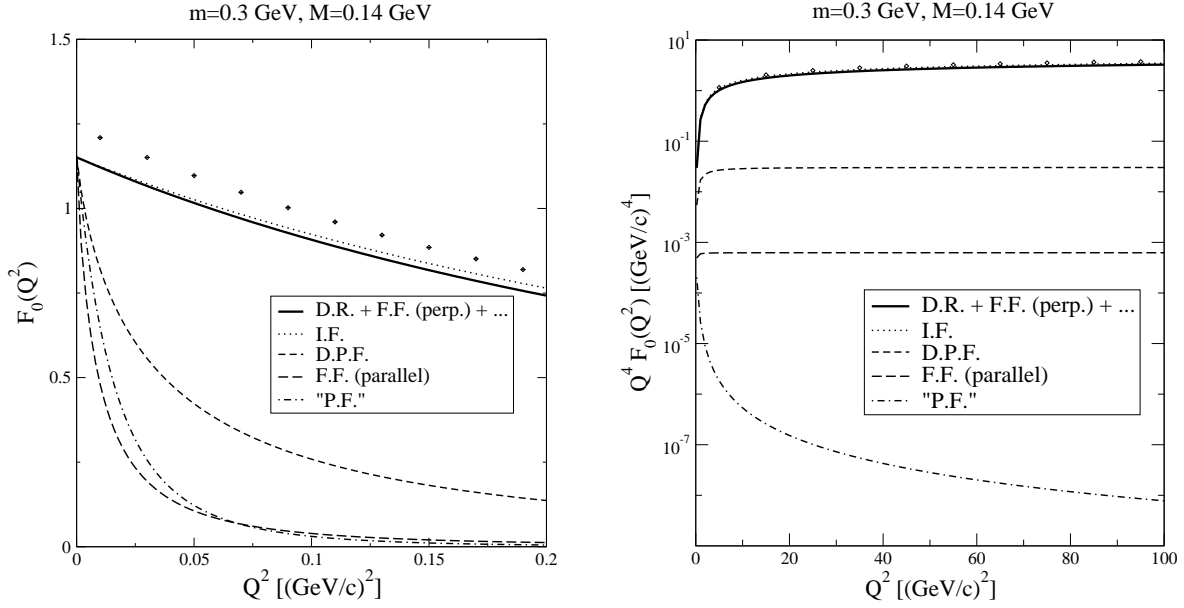 m=0.3 GeV, M=0.14 GeV
1.5
1
0.5
0
F₀(Q²)
D.R. + F.F. (perp.) + ...
I.F.
D.P.F.
F.F. (parallel)
"P.F."
0 0.05 0.1 0.15 0.2
Q² [(GeV/c)²]
m=0.3 GeV, M=0.14 GeV
10¹
10⁻¹
10⁻³
10⁻⁵
10⁻⁷
Q⁴ F₀(Q²) [(GeV/c)⁴]
D.R. + F.F. (perp.) + ...
I.F.
D.P.F.
F.F. (parallel)
"P.F."
0 20 40 60 80 100
Q² [(GeV/c)²]